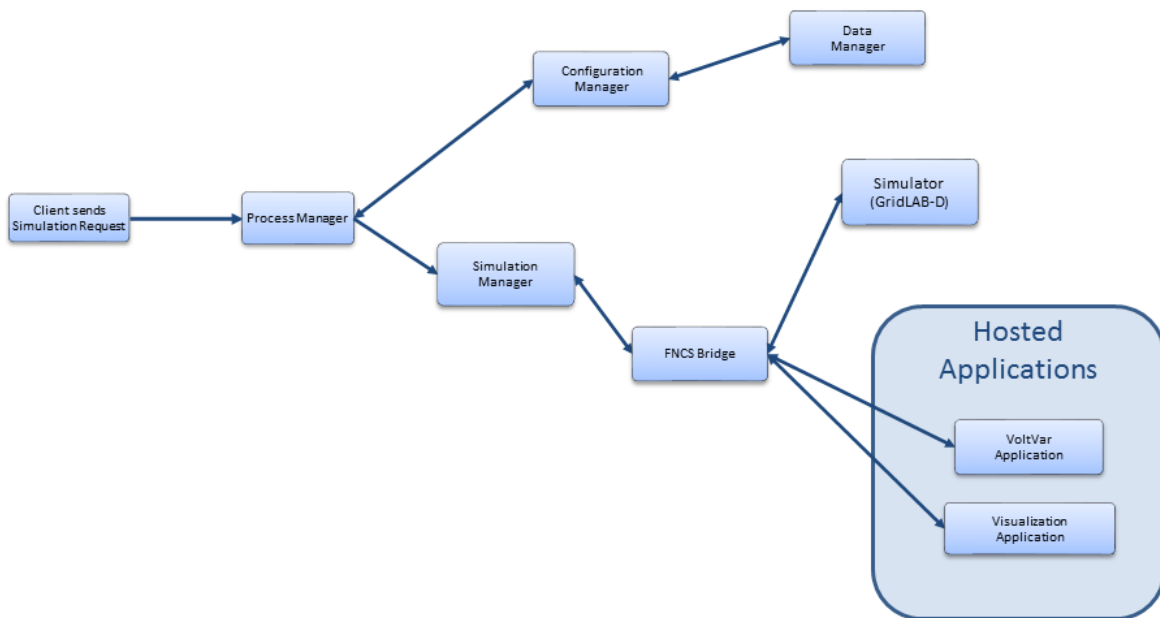 Data
Manager
Configuration
Manager
Simulator
(GridLAB-D)
Client sends
Simulation Request
Process Manager
Simulation
Manager
FNCS Bridge
Hosted
Applications
VoltVar
Application
Visualization
Application